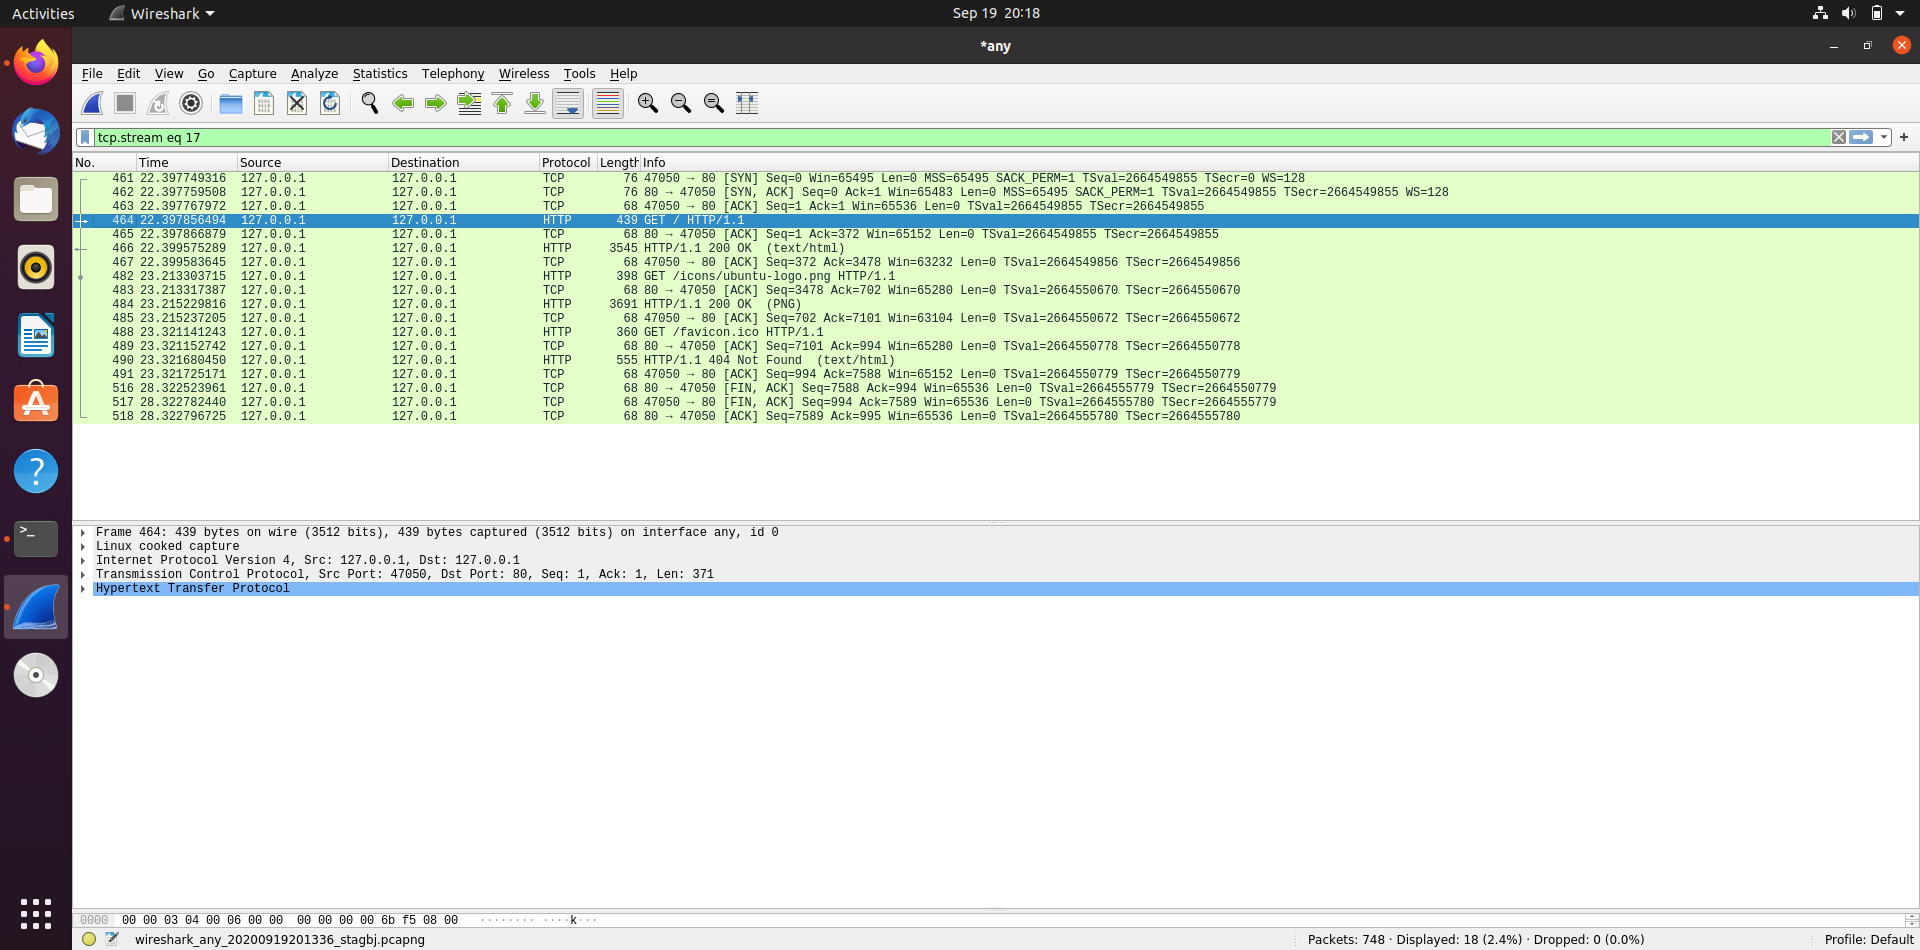 Activities Wireshark Sep 19 20:18
*any
File Edit View Go Capture Analyze Statistics Telephony Wireless Tools Help
tcp.stream eq 17
No. Time Source Destination Protocol Length Info
461 22.397749316 127.0.0.1 127.0.0.1 TCP 76 47050 → 80 [SYN] Seq=0 Win=65495 Len=0 MSS=65495 SACK_PERM=1 TSval=2664549855 TSecr=0 WS=128
462 22.397759508 127.0.0.1 127.0.0.1 TCP 76 80 → 47050 [SYN, ACK] Seq=0 Ack=1 Win=65483 Len=0 MSS=65495 SACK_PERM=1 TSval=2664549855 TSecr=2664549855 WS=128
463 22.397767972 127.0.0.1 127.0.0.1 TCP 68 47050 → 80 [ACK] Seq=1 Ack=1 Win=65536 Len=0 TSval=2664549855 TSecr=2664549855
464 22.397856494 127.0.0.1 127.0.0.1 HTTP 439 GET / HTTP/1.1
465 22.397866879 127.0.0.1 127.0.0.1 TCP 68 80 → 47050 [ACK] Seq=1 Ack=372 Win=65152 Len=0 TSval=2664549855 TSecr=2664549855
466 22.399575289 127.0.0.1 127.0.0.1 HTTP 3545 HTTP/1.1 200 OK (text/html)
467 22.399583645 127.0.0.1 127.0.0.1 TCP 68 47050 → 80 [ACK] Seq=372 Ack=3478 Win=63232 Len=0 TSval=2664549856 TSecr=2664549856
482 23.213303715 127.0.0.1 127.0.0.1 HTTP 398 GET /icons/ubuntu-logo.png HTTP/1.1
483 23.213317387 127.0.0.1 127.0.0.1 TCP 68 80 → 47050 [ACK] Seq=3478 Ack=702 Win=65280 Len=0 TSval=2664550670 TSecr=2664550670
484 23.215229816 127.0.0.1 127.0.0.1 HTTP 3691 HTTP/1.1 200 OK (PNG)
485 23.215237205 127.0.0.1 127.0.0.1 TCP 68 47050 → 80 [ACK] Seq=702 Ack=7101 Win=63104 Len=0 TSval=2664550672 TSecr=2664550672
488 23.321141243 127.0.0.1 127.0.0.1 HTTP 360 GET /favicon.ico HTTP/1.1
489 23.321152742 127.0.0.1 127.0.0.1 TCP 68 80 → 47050 [ACK] Seq=7101 Ack=994 Win=65280 Len=0 TSval=2664550778 TSecr=2664550778
490 23.321680450 127.0.0.1 127.0.0.1 HTTP 555 HTTP/1.1 404 Not Found (text/html)
491 23.321725171 127.0.0.1 127.0.0.1 TCP 68 47050 → 80 [ACK] Seq=994 Ack=7588 Win=65152 Len=0 TSval=2664550779 TSecr=2664550779
516 28.322523961 127.0.0.1 127.0.0.1 TCP 68 80 → 47050 [FIN, ACK] Seq=7588 Ack=994 Win=65536 Len=0 TSval=2664555779 TSecr=2664550779
517 28.322782440 127.0.0.1 127.0.0.1 TCP 68 47050 → 80 [FIN, ACK] Seq=994 Ack=7589 Win=65536 Len=0 TSval=2664555780 TSecr=2664555779
518 28.322796725 127.0.0.1 127.0.0.1 TCP 68 80 → 47050 [ACK] Seq=7589 Ack=995 Win=65536 Len=0 TSval=2664555780 TSecr=2664555780
Frame 464: 439 bytes on wire (3512 bits), 439 bytes captured (3512 bits) on interface any, id 0
Linux cooked capture
Internet Protocol Version 4, Src: 127.0.0.1, Dst: 127.0.0.1
Transmission Control Protocol, Src Port: 47050, Dst Port: 80, Seq: 1, Ack: 1, Len: 371
Hypertext Transfer Protocol
0000 00 00 03 04 00 06 00 00 00 00 00 00 6b f5 08 00 ········ ····k···
wireshark_any_20200919201336_stagbj.pcapng Packets: 748 · Displayed: 18 (2.4%) · Dropped: 0 (0.0%) Profile: Default